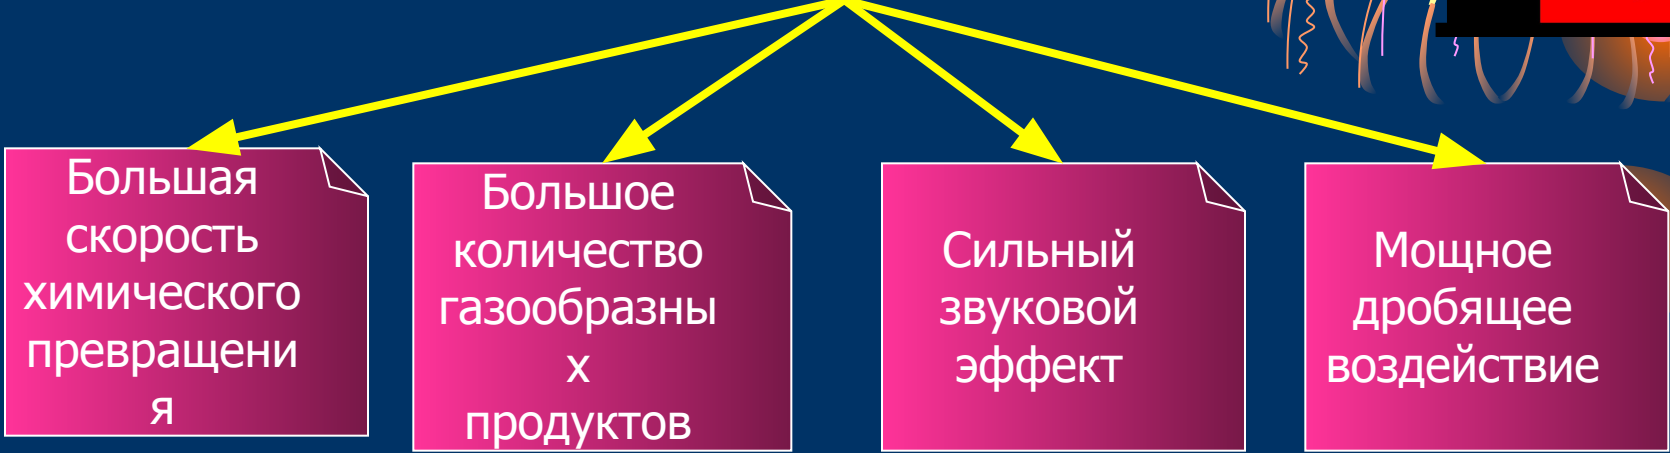 Большая
скорость
химического
превращени
я
Большое
количество
газообразны
х
продуктов
Сильный
звуковой
эффект
Мощное
дробящее
воздействие